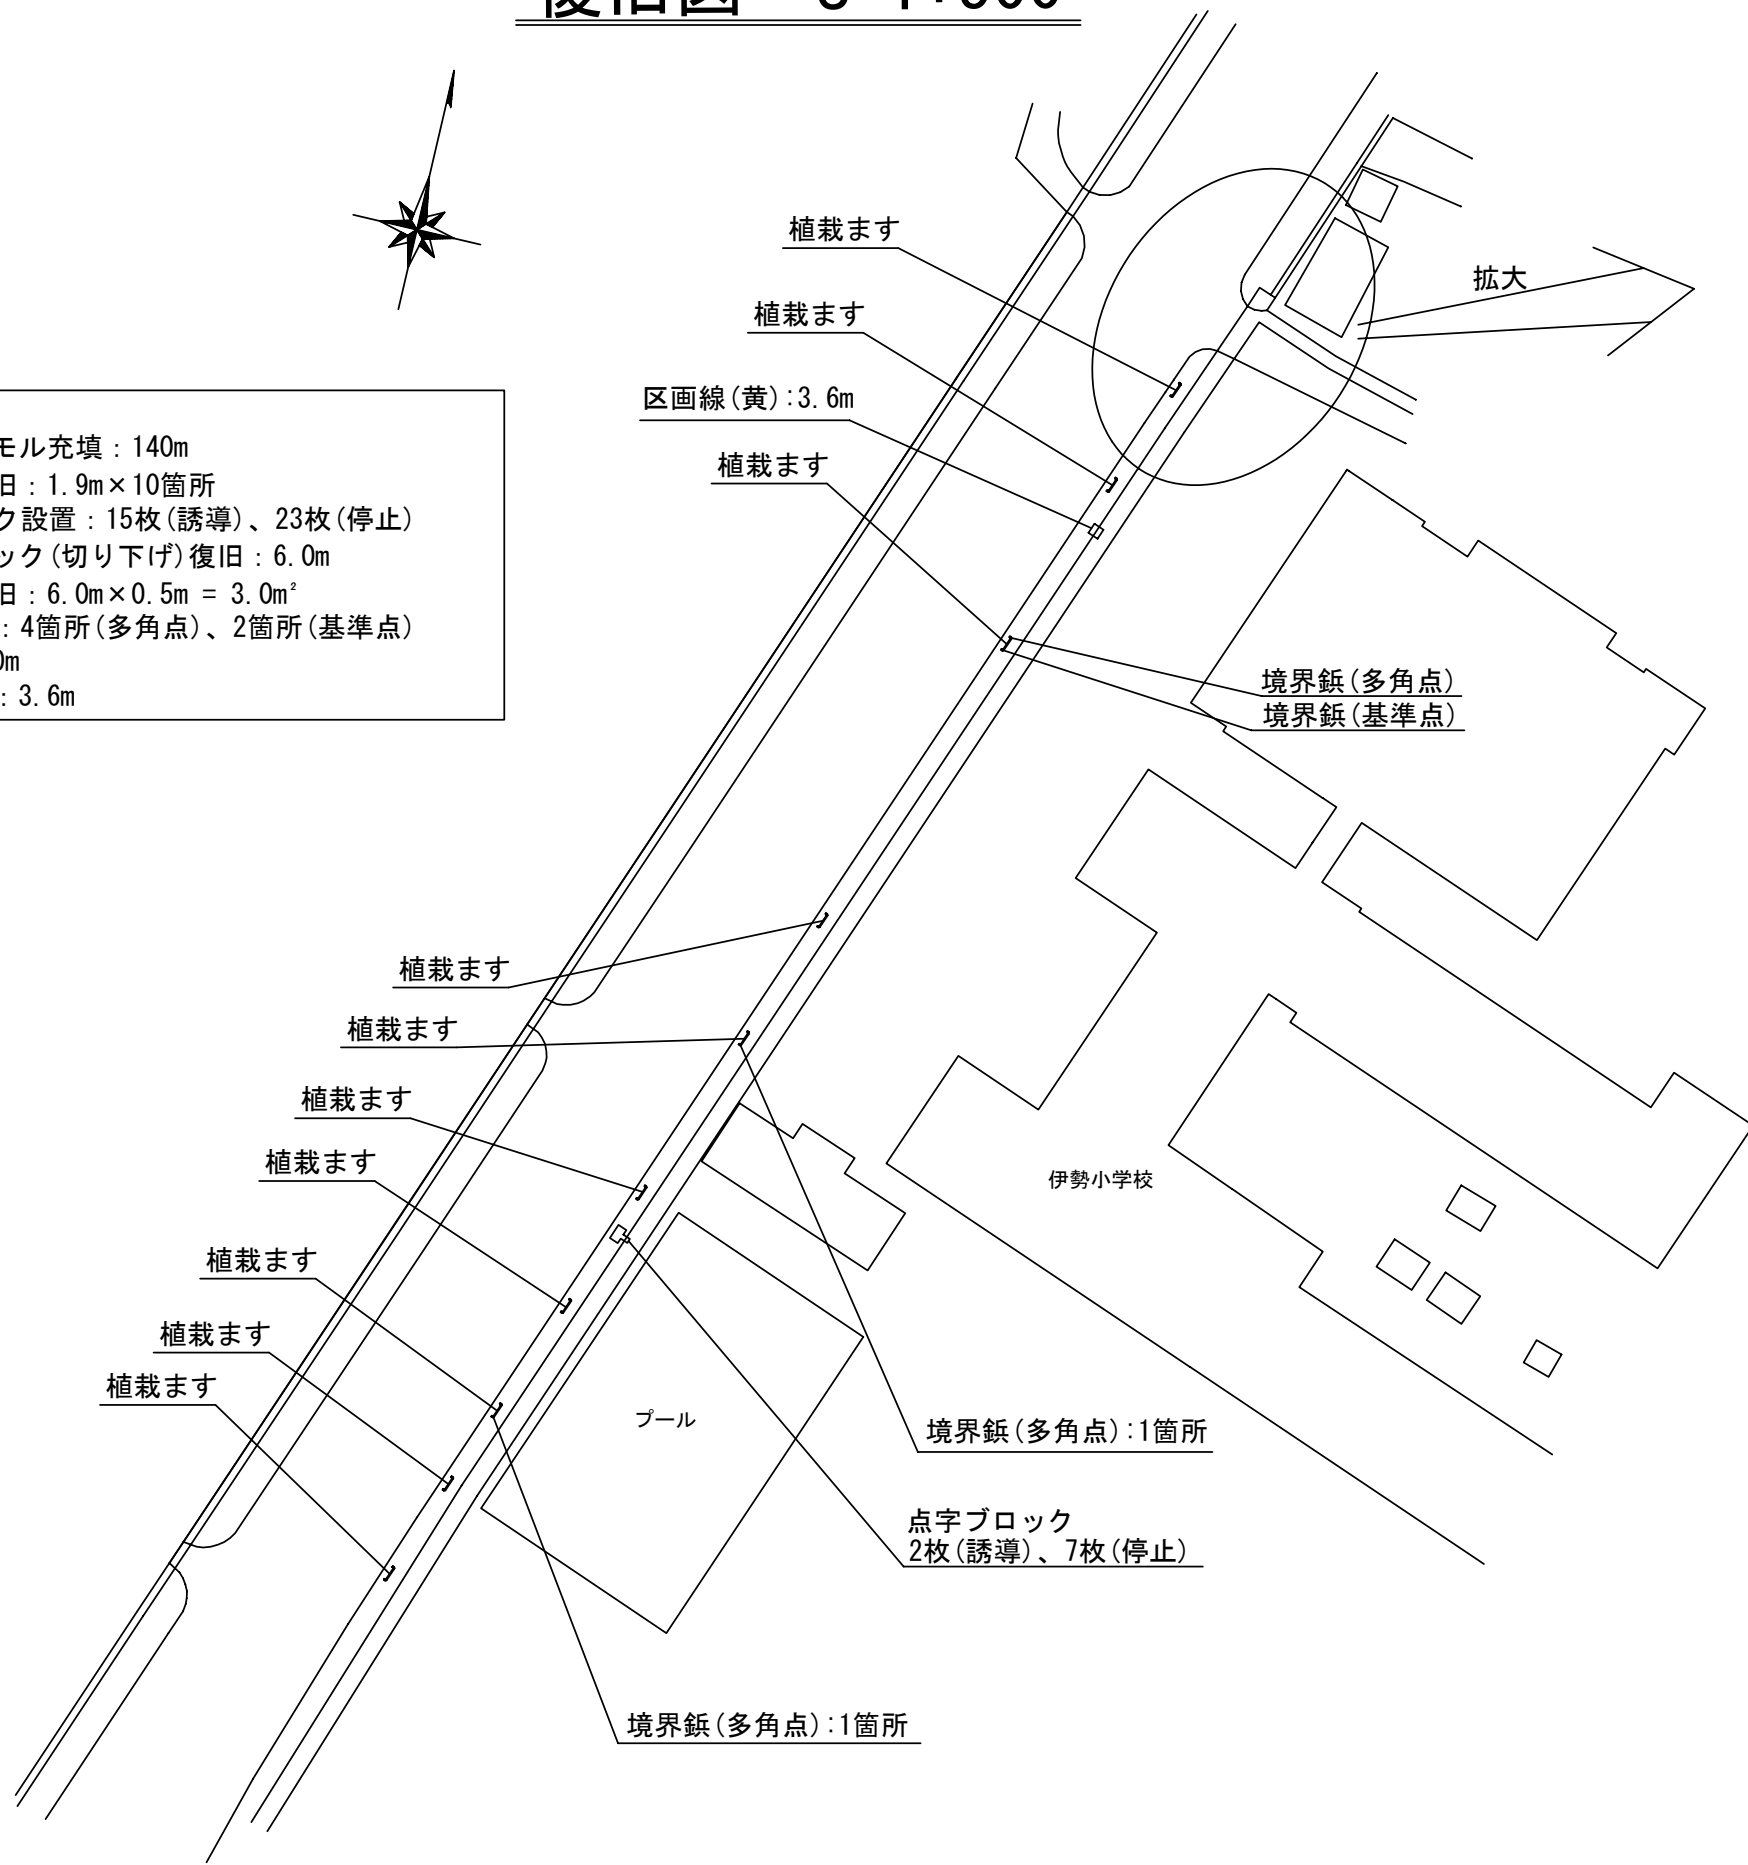 植栽ます
拡大
植栽ます
区画線(黄):3.6m
植栽ます
モル充填：140m
旧：1.9m×10箇所
ク設置：15枚(誘導)、23枚(停止)
ック(切り下げ)復旧：6.0m
旧：6.0m×0.5m = 3.0m²
：4箇所(多角点)、2箇所(基準点)
0m
：3.6m
境界鋲(多角点)
境界鋲(基準点)
植栽ます
植栽ます
植栽ます
植栽ます
伊勢小学校
植栽ます
植栽ます
植栽ます
プール
境界鋲(多角点):1箇所
点字ブロック
2枚(誘導)、7枚(停止)
境界鋲(多角点):1箇所